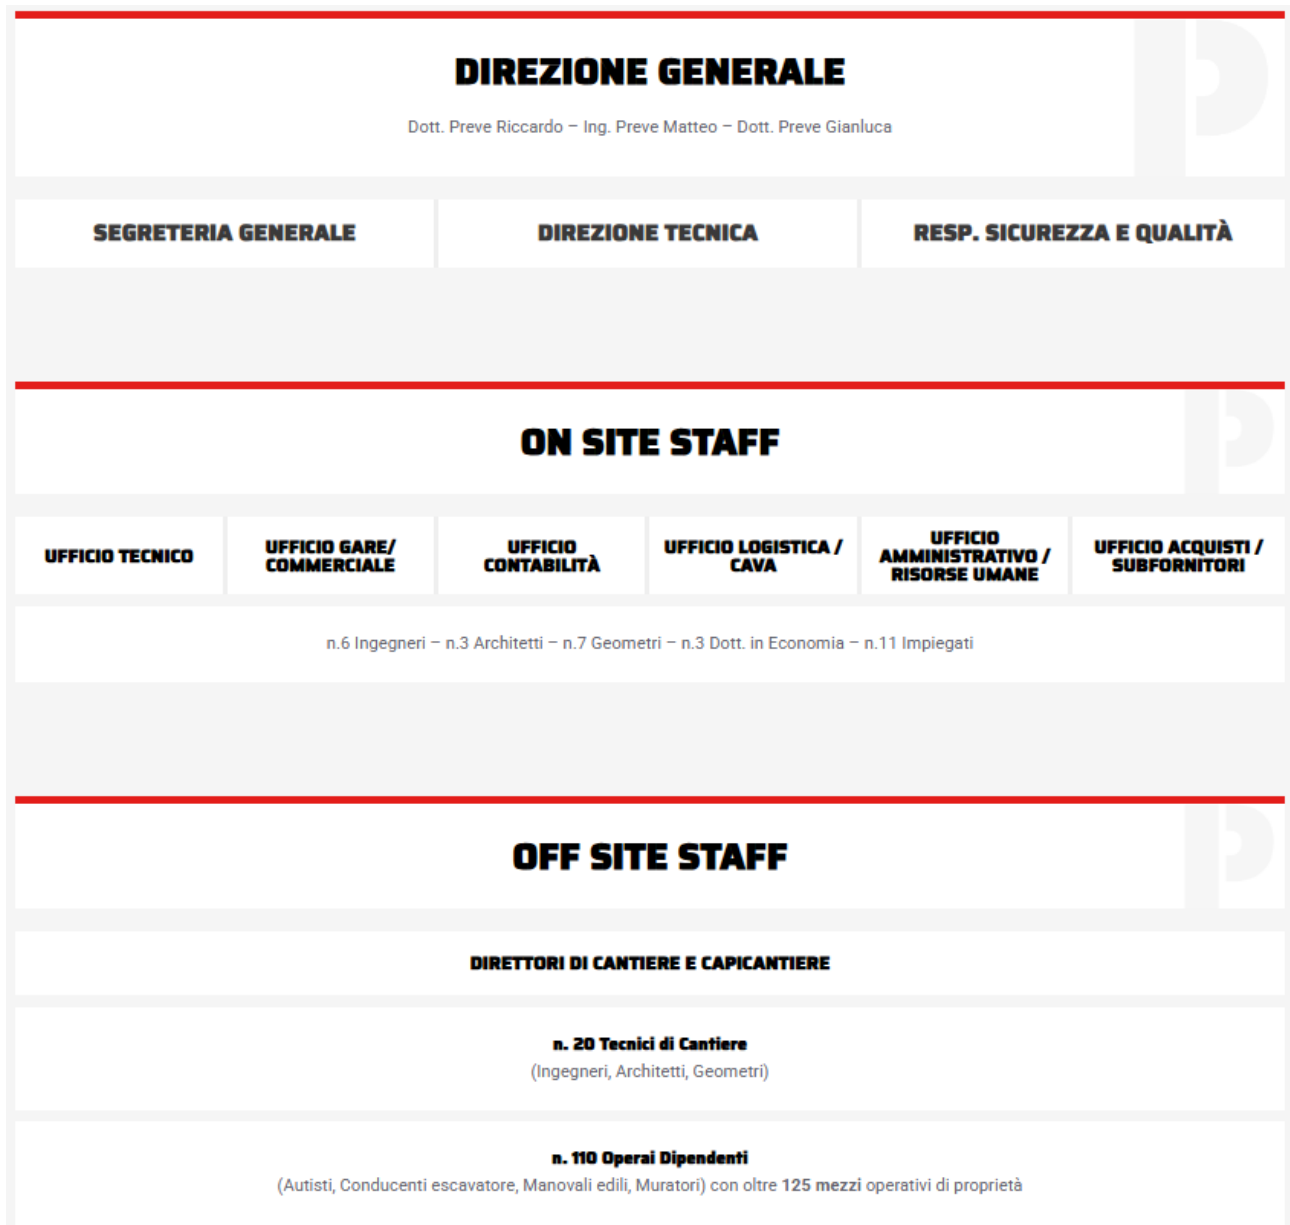 DIREZIONE GENERALE
Dott. Preve Riccardo – Ing. Preve Matteo – Dott. Preve Gianluca
SEGRETERIA GENERALE
DIREZIONE TECNICA
RESP. SICUREZZA E QUALITÀ
ON SITE STAFF
UFFICIO TECNICO
UFFICIO GARE/
COMMERCIALE
UFFICIO
CONTABILITÀ
UFFICIO LOGISTICA /
CAVA
UFFICIO
AMMINISTRATIVO /
RISORSE UMANE
UFFICIO ACQUISTI /
SUBFORNITORI
n.6 Ingegneri – n.3 Architetti – n.7 Geometri – n.3 Dott. in Economia – n.11 Impiegati
OFF SITE STAFF
DIRETTORI DI CANTIERE E CAPICANTIERE
n. 20 Tecnici di Cantiere
(Ingegneri, Architetti, Geometri)
n. 110 Operai Dipendenti
(Autisti, Conducenti escavatore, Manovali edili, Muratori) con oltre 125 mezzi operativi di proprietà